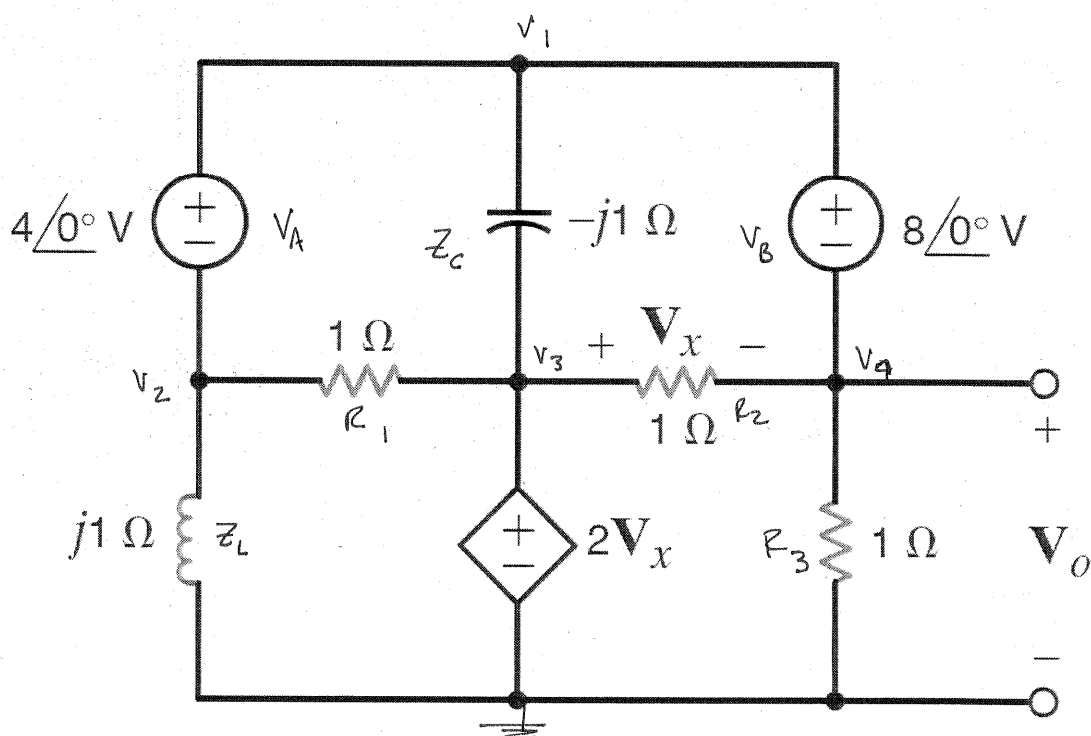 V1
4/0° V
+
−
VA
ZC
−j1 Ω
VB
+
−
8/0° V
1 Ω
V2
R1
V3
+ Vx −
1 Ω R2
V4
+
j1 Ω
ZL
+
−
2Vx
R3
1 Ω
Vo
−